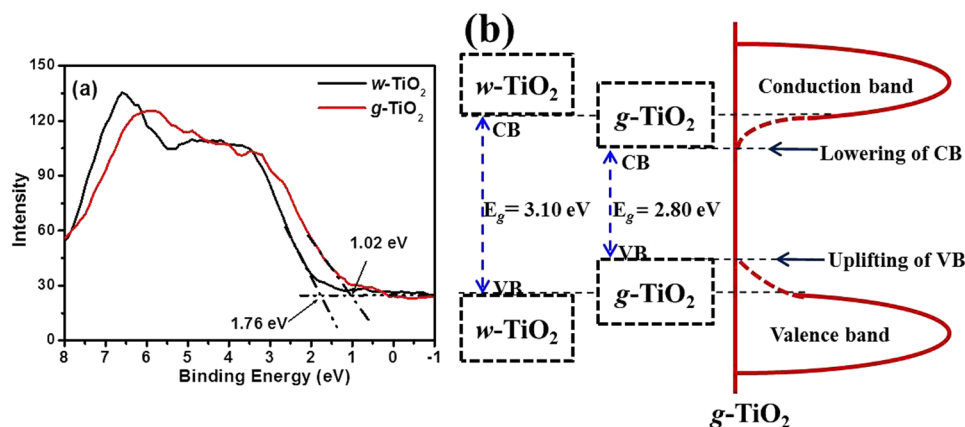 (a)
w-TiO2
g-TiO2
150
120
90
60
30
0
Intensity
1.02 eV
1.76 eV
8 7 6 5 4 3 2 1 0 -1
Binding Energy (eV)
(b)
w-TiO2
CB
Eg= 3.10 eV
VB
w-TiO2
g-TiO2
CB
Eg= 2.80 eV
VB
g-TiO2
Conduction band
Lowering of CB
Uplifting of VB
Valence band
g-TiO2